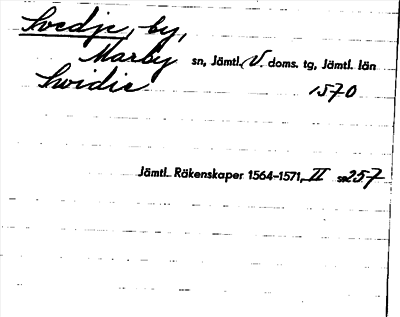 Svedje, by,
Marby sn, Jämtl. V. doms. tg, Jämtl. län
Swidie 1570
Jämtl. Räkenskaper 1564-1571, II s. 257